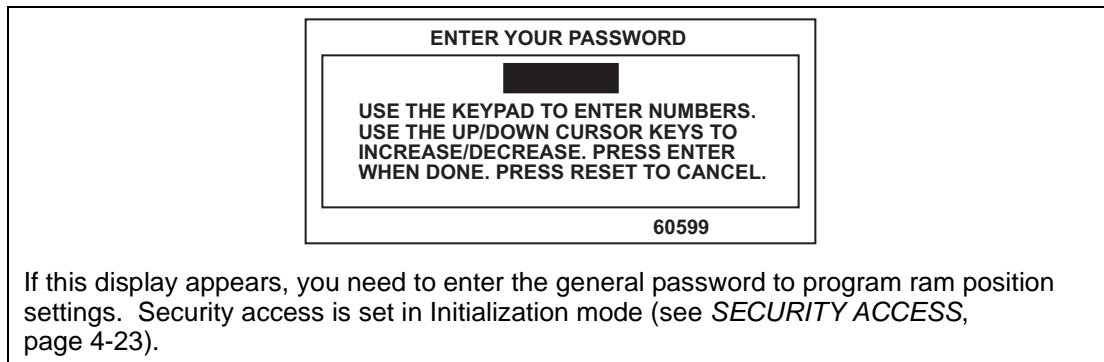 ENTER YOUR PASSWORD
USE THE KEYPAD TO ENTER NUMBERS.
USE THE UP/DOWN CURSOR KEYS TO
INCREASE/DECREASE. PRESS ENTER
WHEN DONE. PRESS RESET TO CANCEL.
60599
If this display appears, you need to enter the general password to program ram position
settings. Security access is set in Initialization mode (see SECURITY ACCESS,
page 4-23).